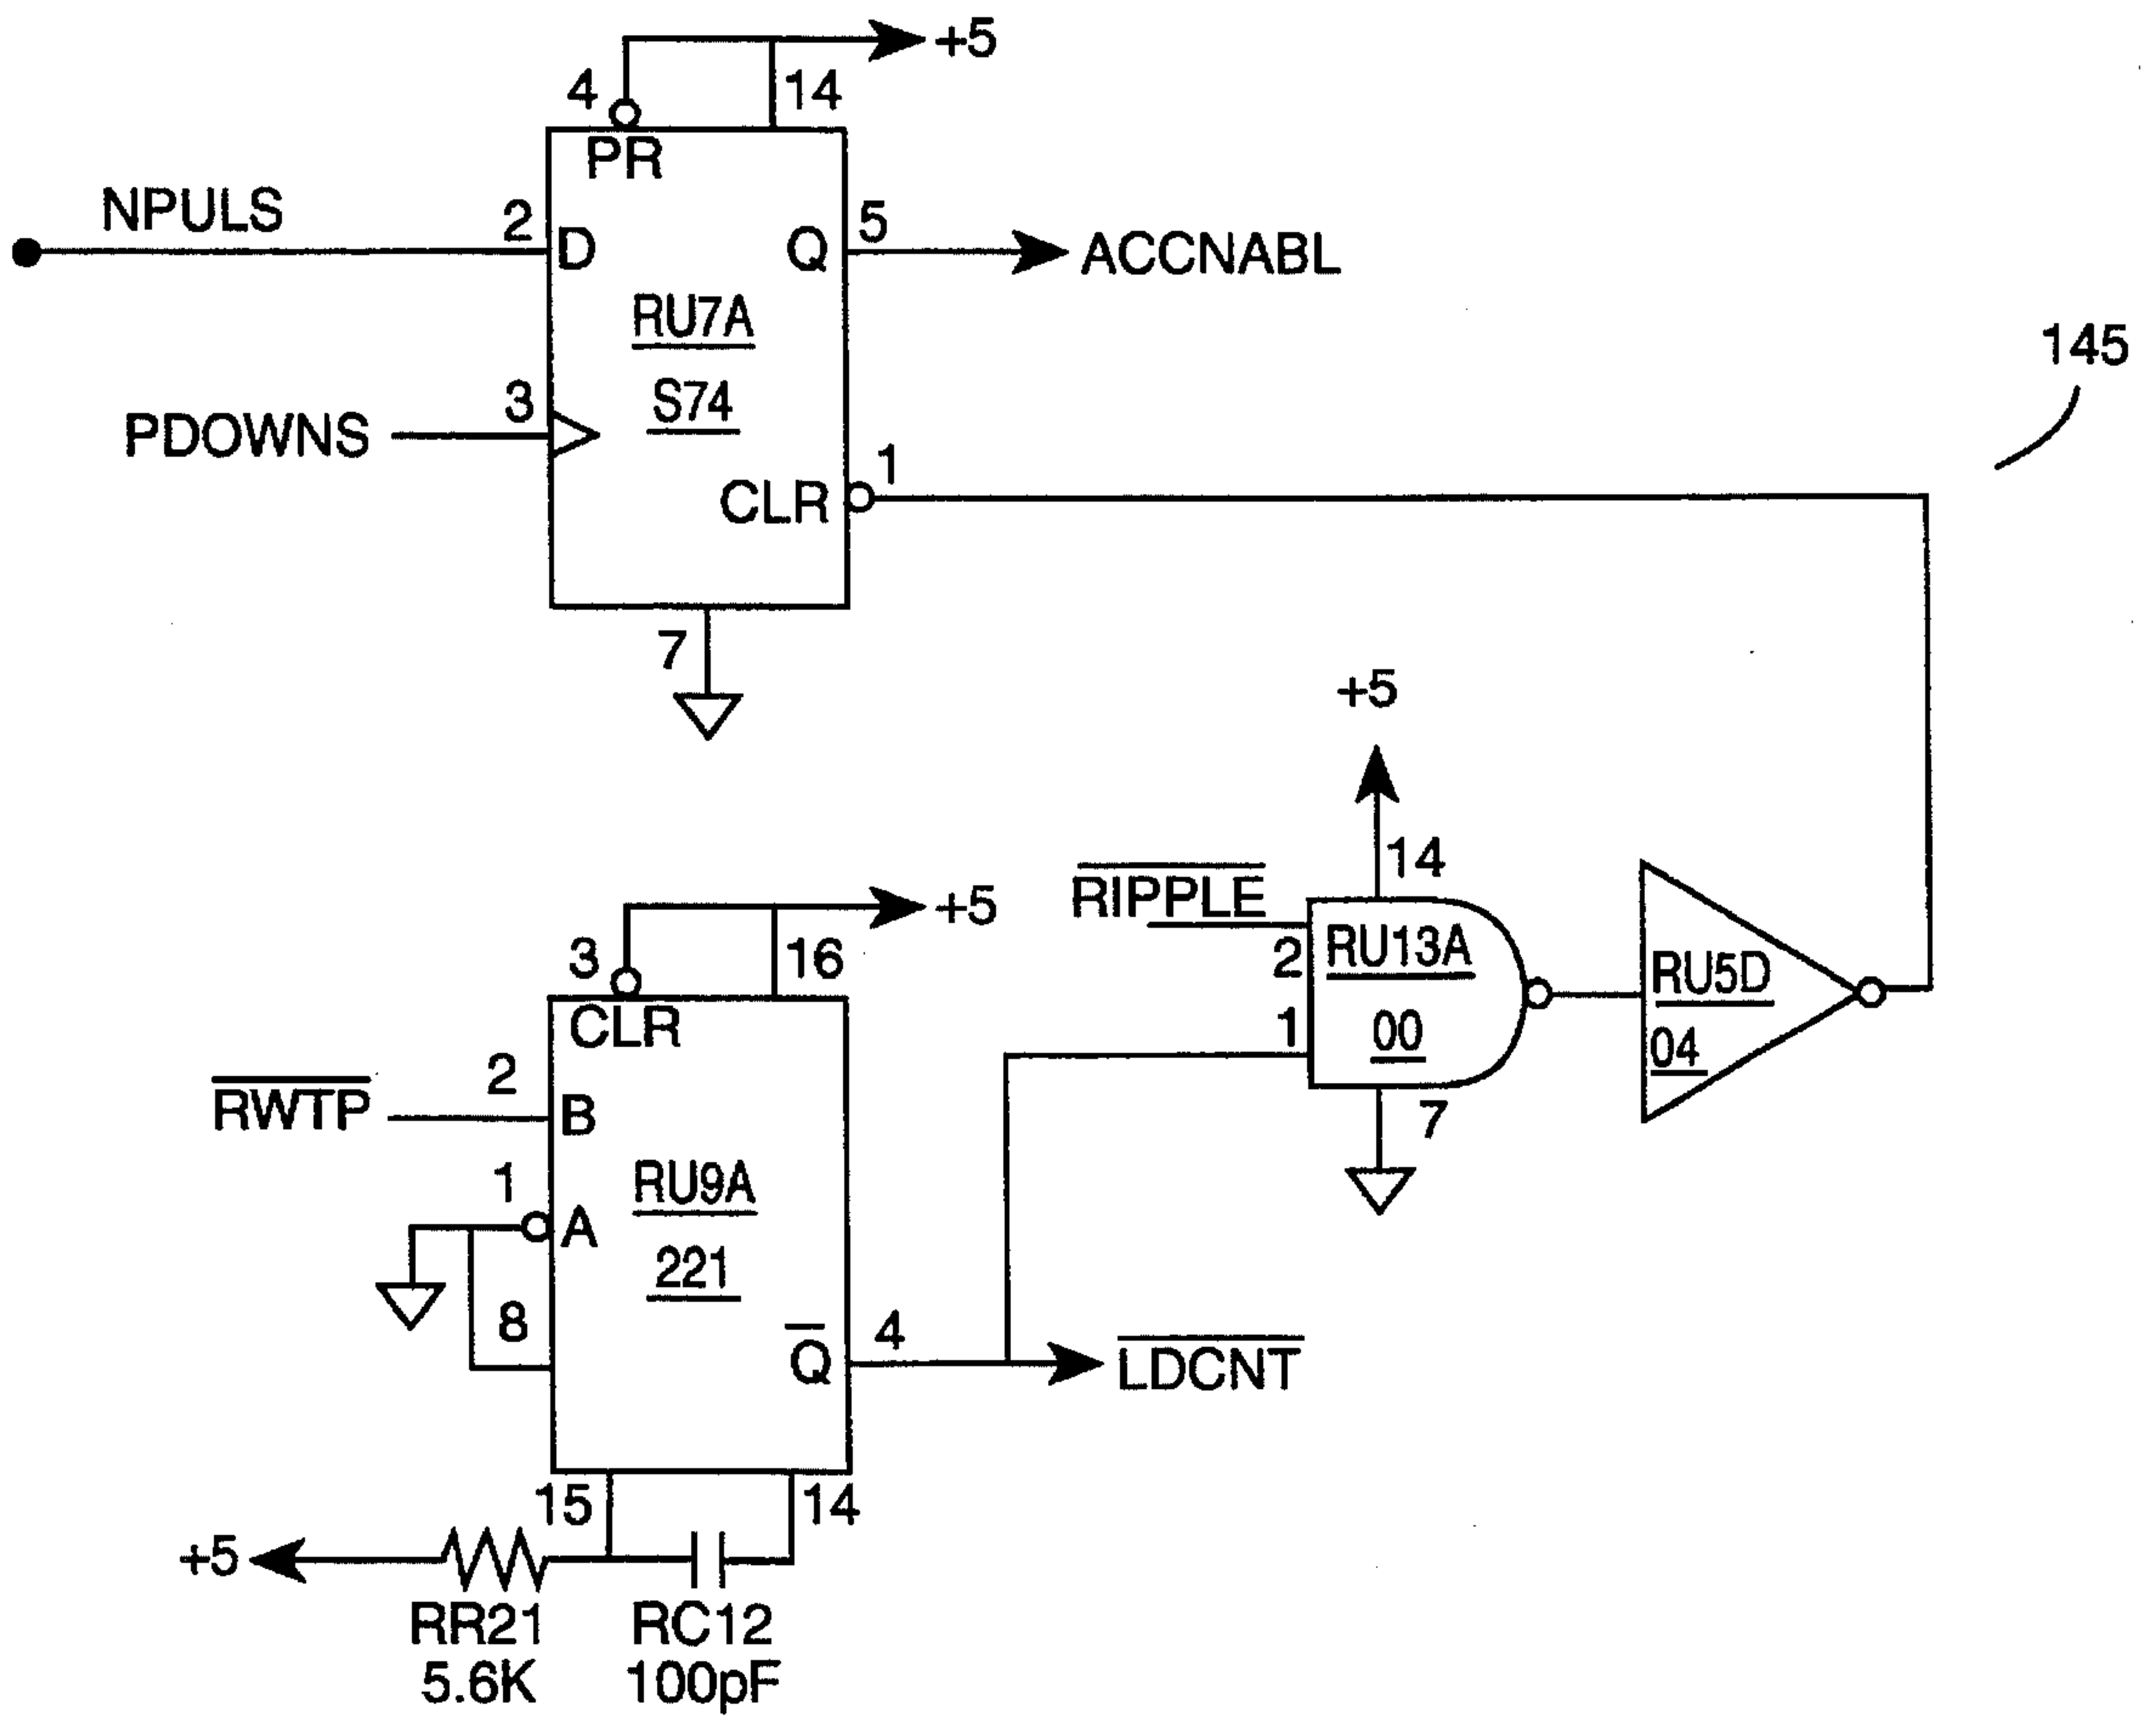 +5
4
14
PR
NPULS
2
D
Q
5
ACCNABL
RU7A
S74
145
PDOWNS
3
CLR
1
7
+5
14
RIPPLE
2
RU13A
1
00
7
RU5D
04
+5
3
16
CLR
RWTP
2
B
1
A
RU9A
221
8
Q
4
LDCNT
15
14
+5
RR21
5.6K
RC12
100pF